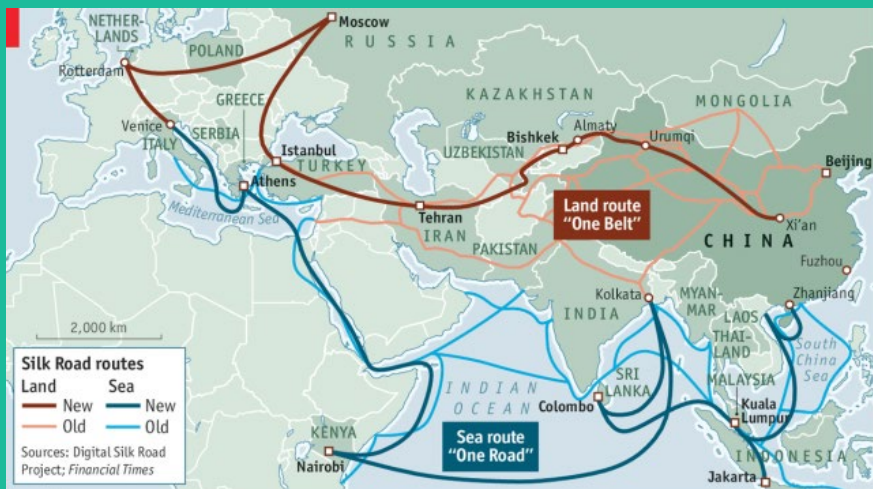 NETHER-
LANDS
Moscow
RUSSIA
POLAND
Rotterdam
KAZAKHSTAN
MONGOLIA
GREECE
Venice
ITALY
SERBIA
Istanbul
TURKEY
UZBEKISTAN
Bishkek
Almaty
Urumqi
Beijing
Athens
Mediterranean Sea
Tehran
IRAN
Land route
"One Belt"
Xi'an
CHINA
PAKISTAN
Fuzhou
Kolkata
Zhanjiang
INDIA
MYAN-
MAR
LAOS
THAI-
LAND
South
China
Sea
2,000 km
Silk Road routes
Land Sea
New New
Old Old
Sources: Digital Silk Road
Project; Financial Times
INDIAN
OCEAN
SRI
LANKA
Colombo
MALAYSIA
Kuala
Lumpur
KENYA
Nairobi
Sea route
"One Road"
INDONESIA
Jakarta